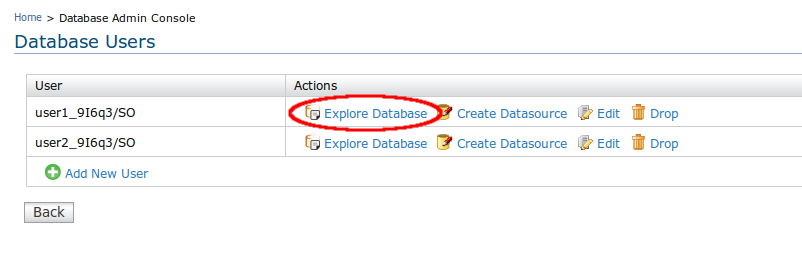 Home > Database Admin Console
Database Users
User Actions
user1_9I6q3/SO Explore Database Create Datasource Edit Drop
user2_9I6q3/SO Explore Database Create Datasource Edit Drop
Add New User
Back